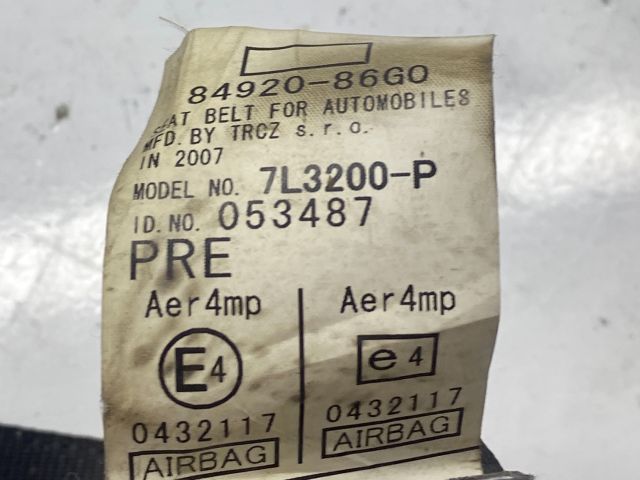 84920-86G0
SEAT BELT FOR AUTOMOBILES
MFD. BY TRCZ s.r.o.
IN 2007
MODEL NO. 7L3200-P
ID. NO. 053487
PRE
Aer4mp Aer4mp
E4 e4
0432117 0432117
AIRBAG AIRBAG